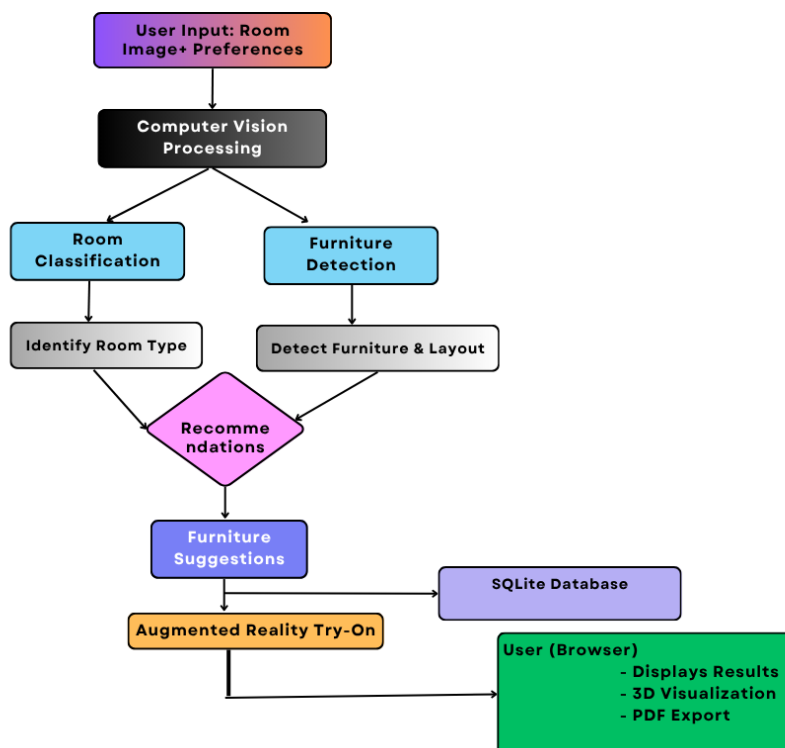 User Input: Room
Image+ Preferences
Computer Vision
Processing
Room
Classification
Furniture
Detection
Identify Room Type
Detect Furniture & Layout
Recomme
ndations
Furniture
Suggestions
SQLite Database
Augmented Reality Try-On
User (Browser)
- Displays Results
- 3D Visualization
- PDF Export